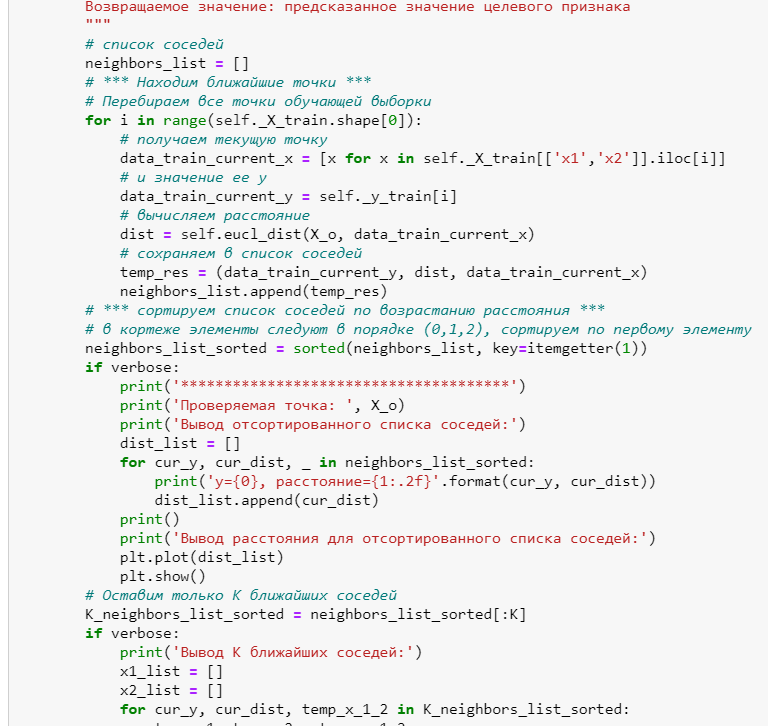 Возвращаемое значение: предсказанное значение целевого признака
"""
# список соседей
neighbors_list = []
# *** Находим ближайшие точки ***
# Перебираем все точки обучающей выборки
for i in range(self._X_train.shape[0]):
# получаем текущую точку
data_train_current_x = [x for x in self._X_train[['x1','x2']].iloc[i]]
# и значение ее y
data_train_current_y = self._y_train[i]
# вычисляем расстояние
dist = self.eucl_dist(X_o, data_train_current_x)
# сохраняем в список соседей
temp_res = (data_train_current_y, dist, data_train_current_x)
neighbors_list.append(temp_res)
# *** сортируем список соседей по возрастанию расстояния ***
# в кортеже элементы следуют в порядке (0,1,2), сортируем по первому элементу
neighbors_list_sorted = sorted(neighbors_list, key=itemgetter(1))
if verbose:
print('**************************************')
print('Проверяемая точка: ', X_o)
print('Вывод отсортированного списка соседей:')
dist_list = []
for cur_y, cur_dist, _ in neighbors_list_sorted:
print('y={0}, расстояние={1:.2f}'.format(cur_y, cur_dist))
dist_list.append(cur_dist)
print()
print('Вывод расстояния для отсортированного списка соседей:')
plt.plot(dist_list)
plt.show()
# Оставим только K ближайших соседей
K_neighbors_list_sorted = neighbors_list_sorted[:K]
if verbose:
print('Вывод K ближайших соседей:')
x1_list = []
x2_list = []
for cur_y, cur_dist, temp_x_1_2 in K_neighbors_list_sorted: